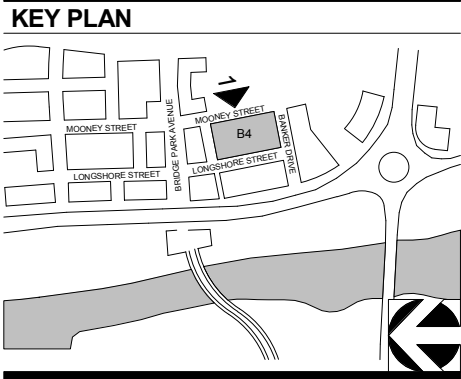 KEY PLAN
1
MOONEY STREET
MOONEY STREET
B4
BRIDGE PARK AVENUE
BANKER DRIVE
LONGSHORE STREET
LONGSHORE STREET